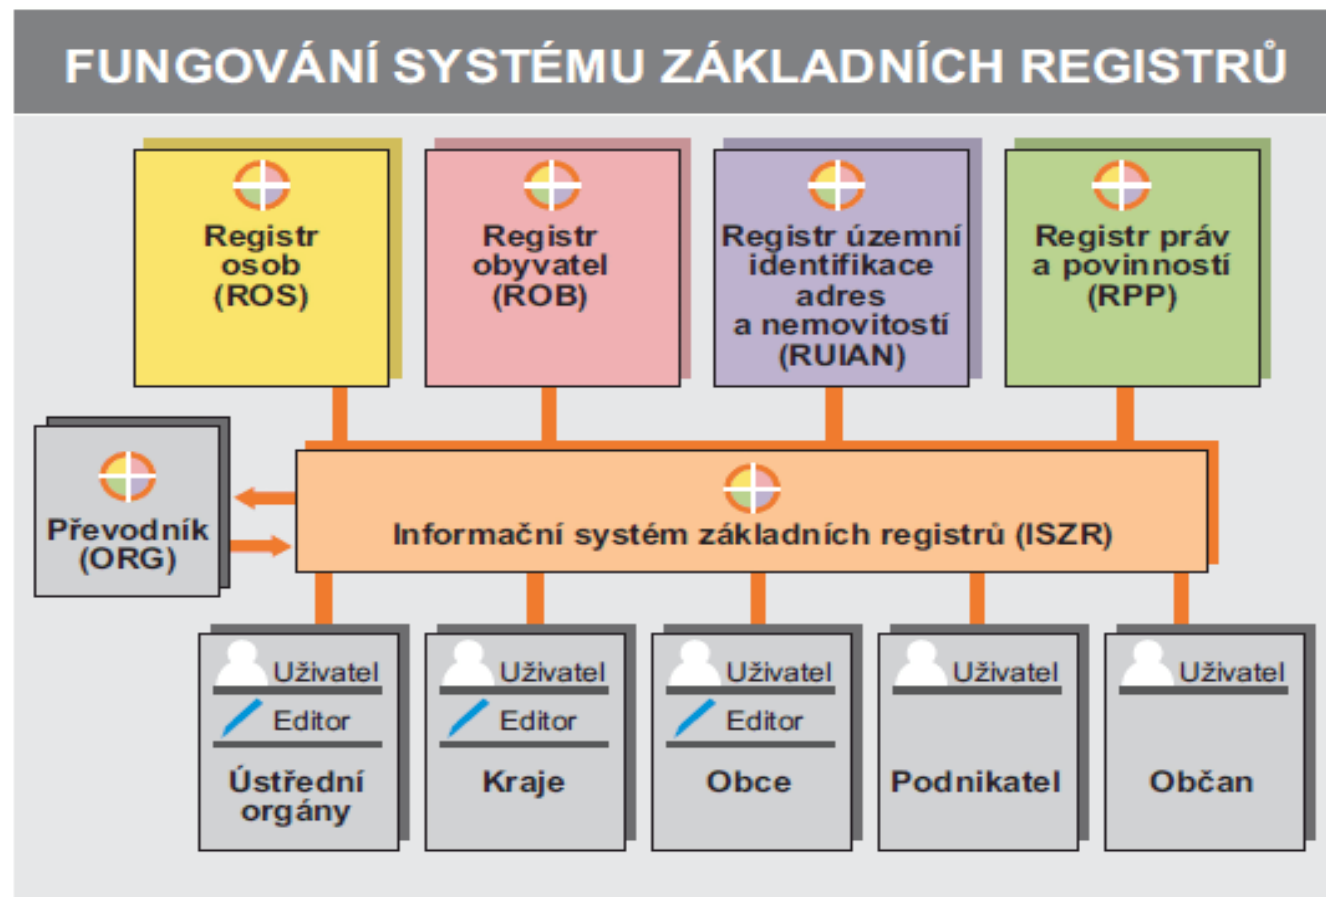 FUNGOVÁNÍ SYSTÉMU ZÁKLADNÍCH REGISTRŮ
Registr
osob
(ROS)
Registr
obyvatel
(ROB)
Registr územní
identifikace
adres
a nemovitostí
(RUIAN)
Registr práv
a povinností
(RPP)
Převodník
(ORG)
Informační systém základních registrů (ISZR)
Uživatel
Editor
Ústřední
orgány
Uživatel
Editor
Kraje
Uživatel
Editor
Obce
Uživatel
Podnikatel
Uživatel
Občan